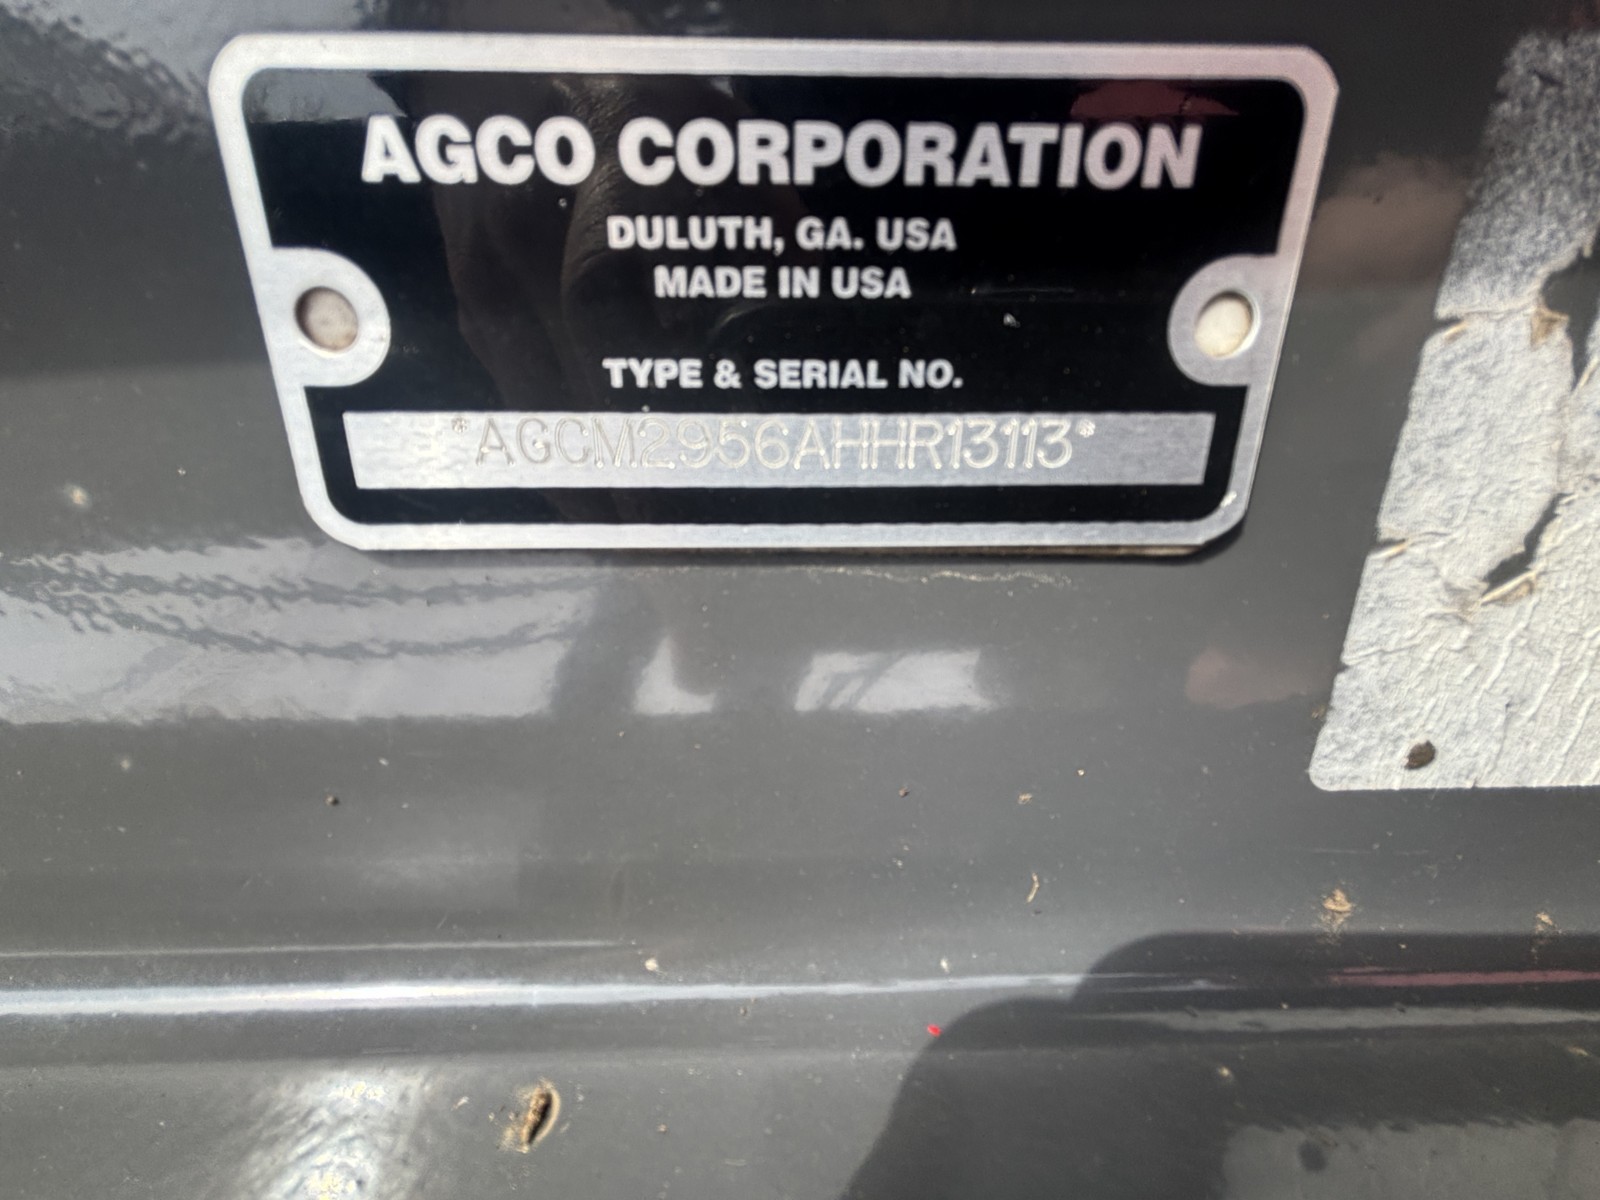 AGCO CORPORATION
DULUTH, GA. USA
MADE IN USA
TYPE & SERIAL NO.
*AGCM2956AHHR13113*